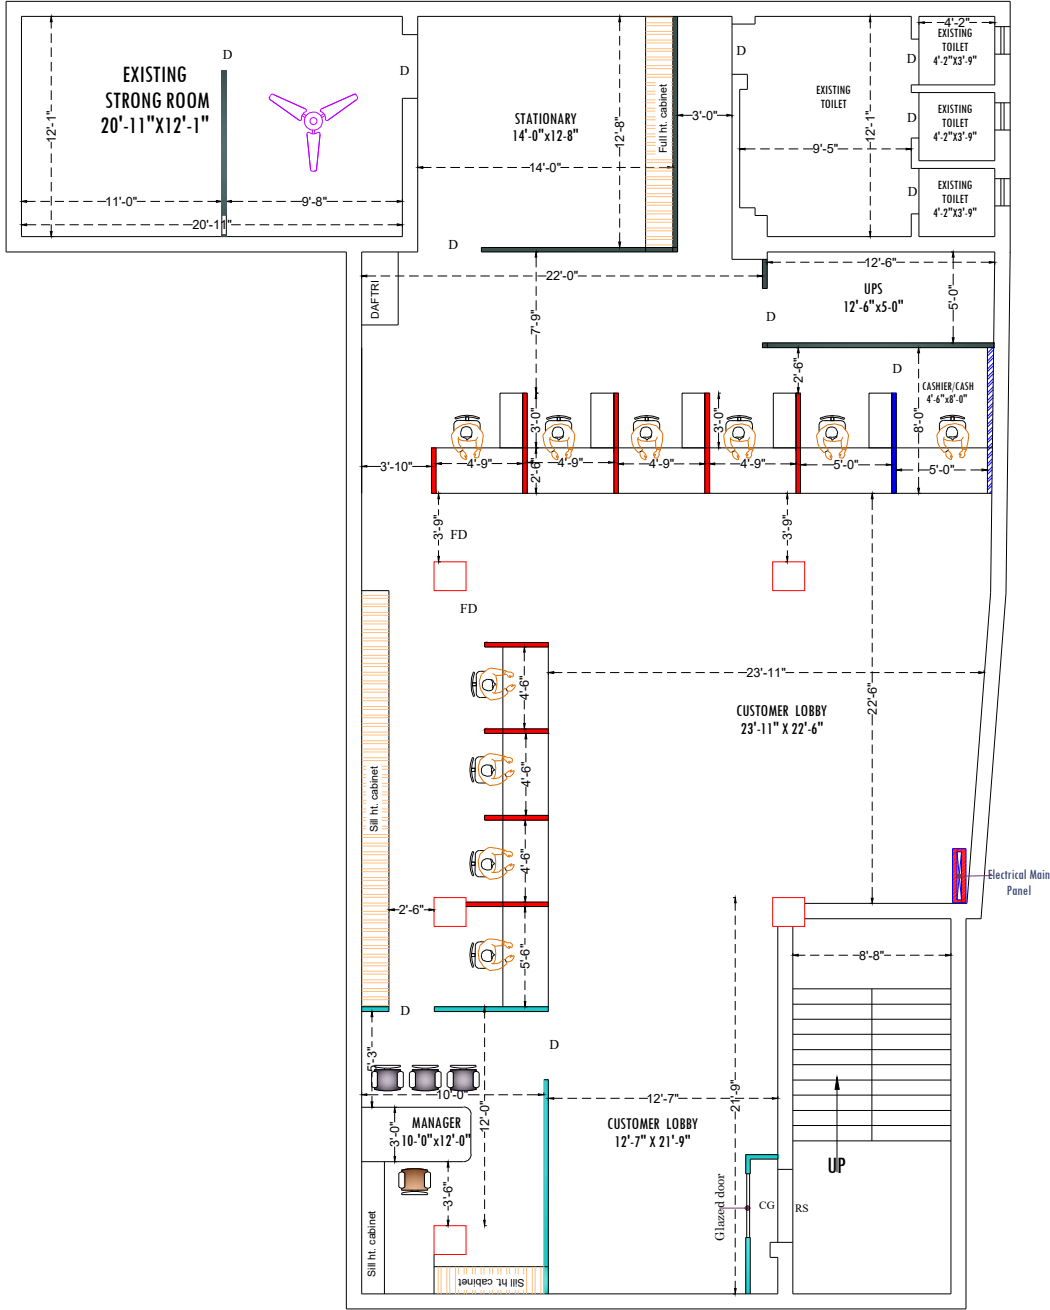 4'-2"
EXISTING
TOILET
4'-2"X3'-9"
D
D
D
D
EXISTING
STRONG ROOM
20'-11"X12'-1"
12'-1"
11'-0"
9'-8"
20'-11"
STATIONARY
14'-0"x12-8"
14'-0"
12'-8"
Full ht. cabinet
3'-0"
EXISTING
TOILET
9'-5"
12'-1"
D
EXISTING
TOILET
4'-2"X3'-9"
D
EXISTING
TOILET
4'-2"X3'-9"
D
22'-0"
12'-6"
UPS
12'-6"x5-0"
5'-0"
DAFTRI
7'-9"
D
2'-6"
D
CASHIER/CASH
4'-6"x8'-0"
8'-0"
3'-0"
3'-0"
3'-10"
4'-9"
2'-6"
4'-9"
4'-9"
4'-9"
5'-0"
5'-0"
3'-9"
FD
3'-9"
FD
23'-11"
4'-6"
22'-6"
CUSTOMER LOBBY
23'-11" X 22'-6"
4'-6"
Sill ht. cabinet
4'-6"
Electrical Main
Panel
2'-6"
5'-6"
8'-8"
D
D
5'-3"
10'-0"
12'-7"
21'-9"
12'-0"
3'-0"
MANAGER
10-'0"x12'-0"
CUSTOMER LOBBY
12'-7" X 21'-9"
UP
3'-6"
Glazed door
CG
RS
Sill ht. cabinet
Sill ht. cabinet